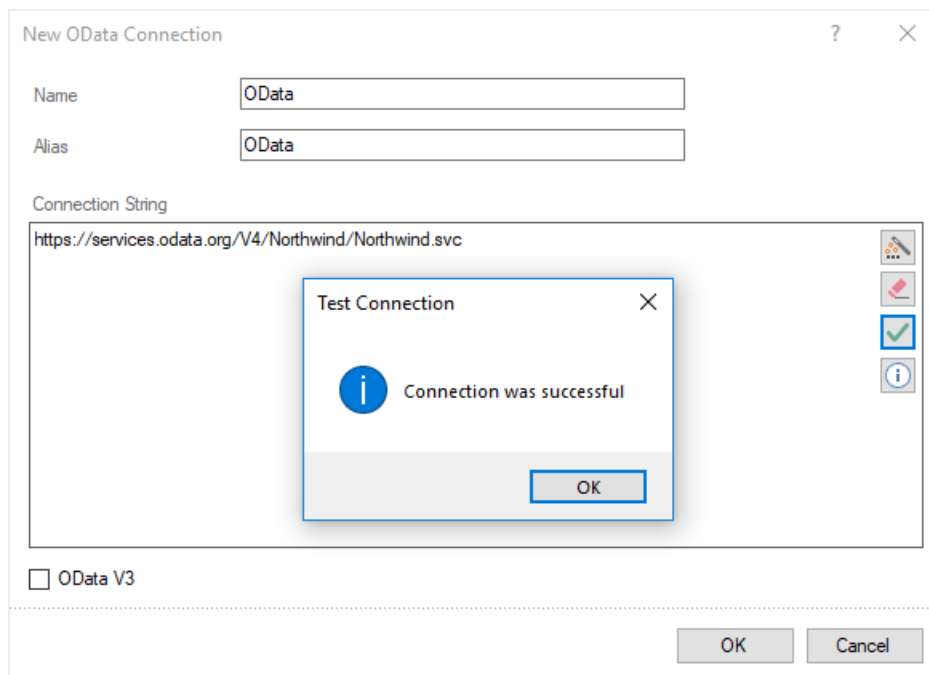 New OData Connection
Name OData
Alias OData
Connection String
https://services.odata.org/V4/Northwind/Northwind.svc
Test Connection
Connection was successful
OK
OData V3
OK Cancel